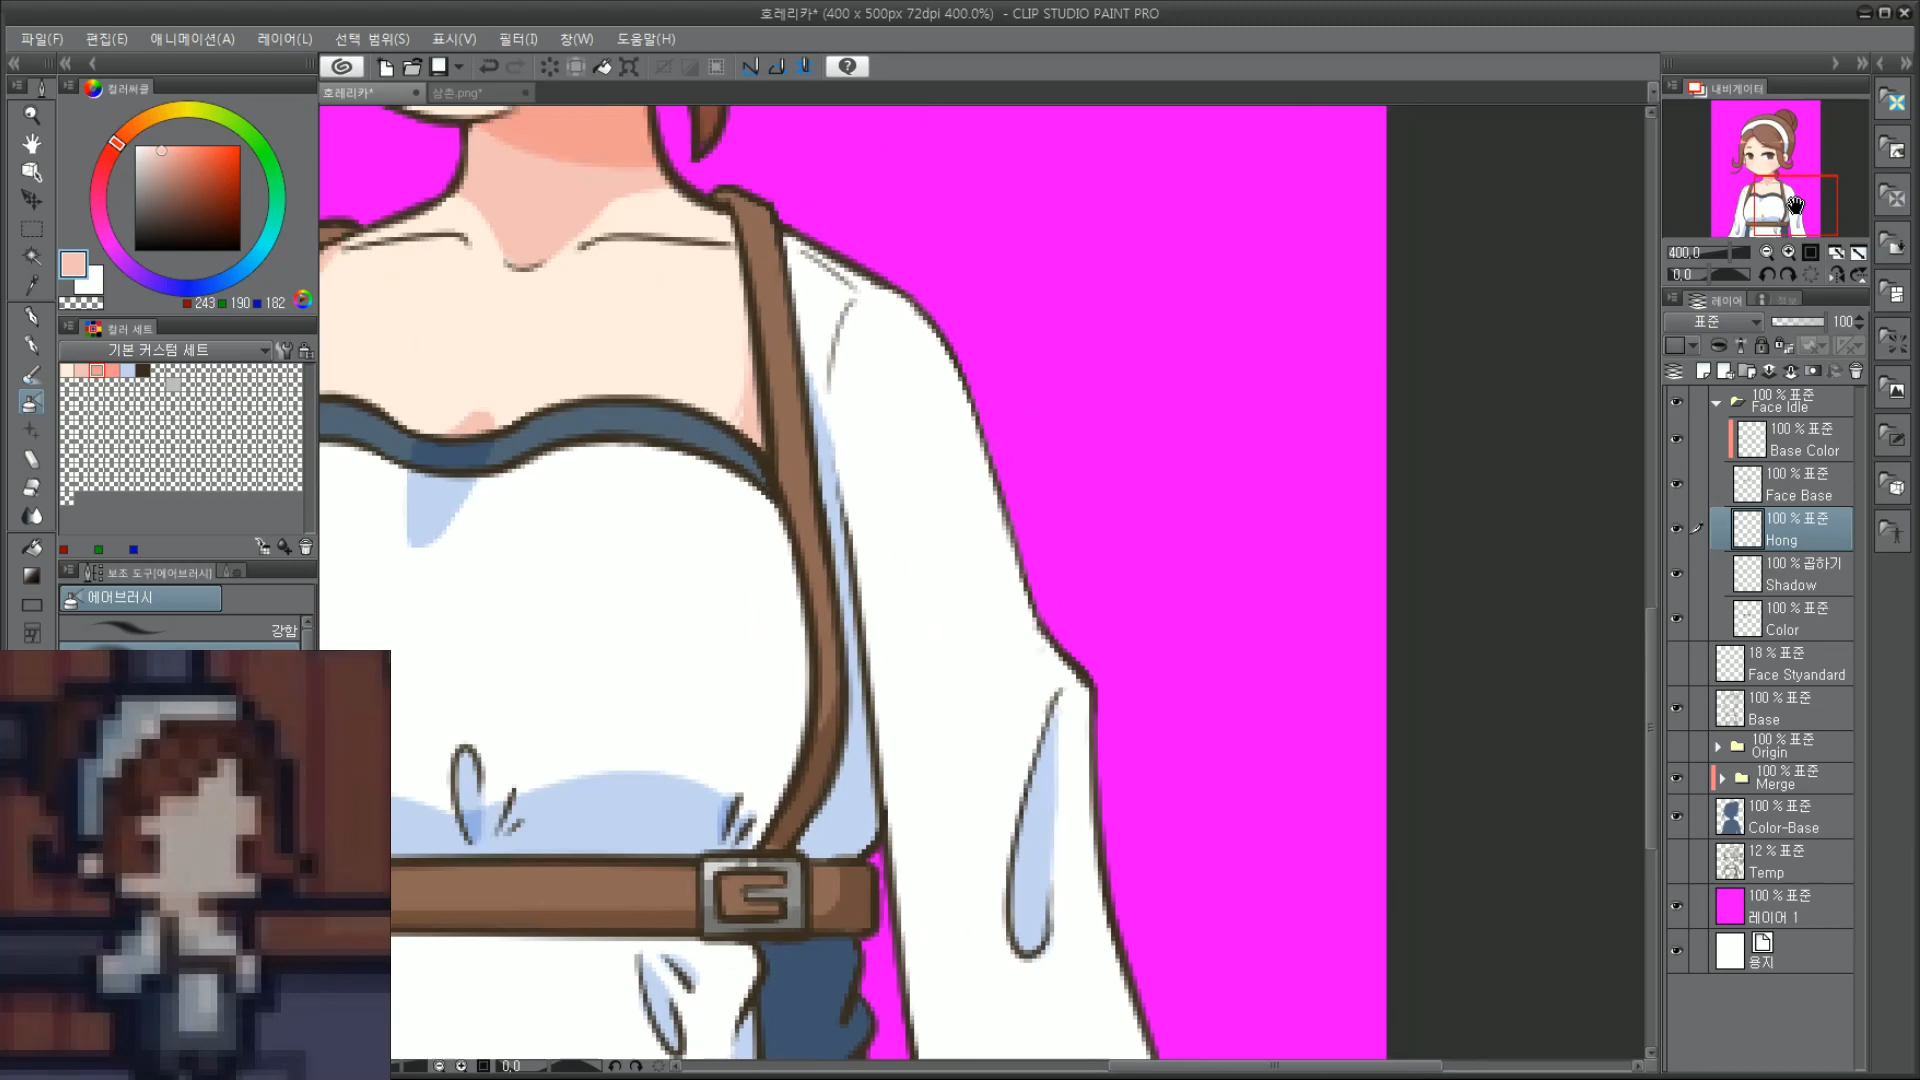 호레리카* (400 x 500px 72dpi 400.0%) - CLIP STUDIO PAINT PRO
파일(F) 편집(E) 애니메이션(A) 레이어(L) 선택 범위(S) 표시(V) 필터(I) 창(W) 도움말(H)
호레리카* 삼촌.png*
컬러써클
243 190 182
컬러 세트
기본 커스텀 세트
보조 도구[에어브러시]
에어브러시
강함
0,0
내비게이터
400,0
0,0
레이어 정보
표준 100
100 % 표준
Face Idle
100 % 표준
Base Color
100 % 표준
Face Base
100 % 표준
Hong
100 % 곱하기
Shadow
100 % 표준
Color
18 % 표준
Face Styandard
100 % 표준
Base
100 % 표준
Origin
100 % 표준
Merge
100 % 표준
Color-Base
12 % 표준
Temp
100 % 표준
레이어 1
용지